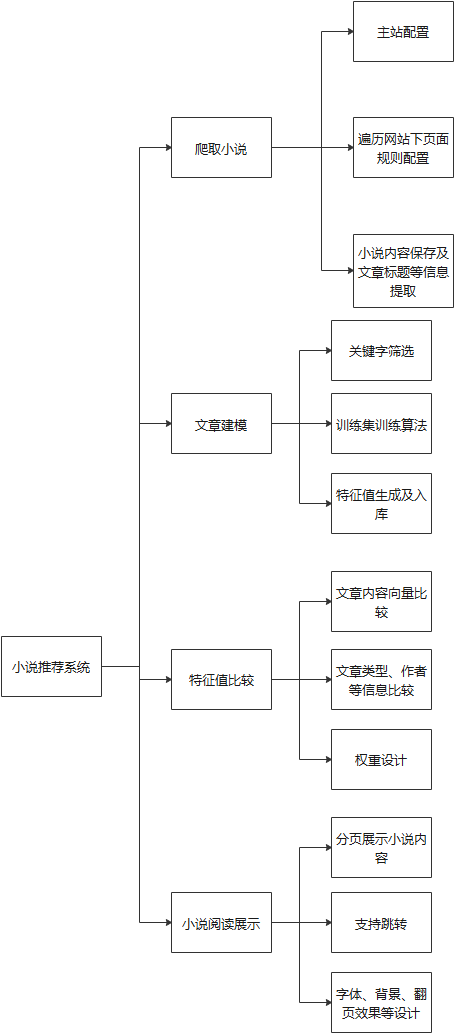 主站配置
爬取小说
遍历网站下页面
规则配置
小说内容保存及
文章标题等信息
提取
关键字筛选
文章建模
训练集训练算法
特征值生成及入
库
文章内容向量比
较
小说推荐系统
特征值比较
文章类型、作者
等信息比较
权重设计
分页展示小说内
容
小说阅读展示
支持跳转
字体、背景、翻
页效果等设计